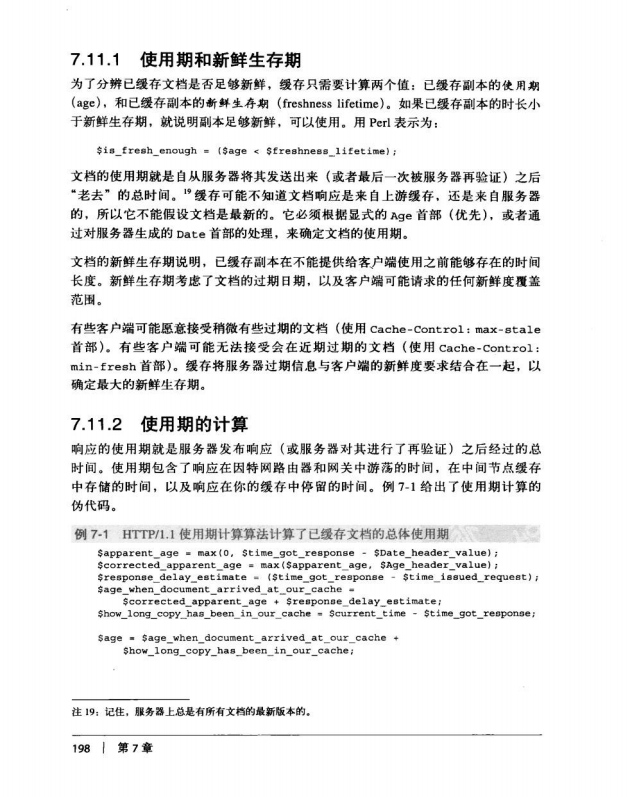 7.11.1 使用期和新鲜生存期
为了分辨已缓存文档是否足够新鲜，缓存只需要计算两个值：已缓存副本的使用期
（age），和已缓存副本的新鲜生存期（freshness lifetime）。如果已缓存副本的时长小
于新鲜生存期，就说明副本足够新鲜，可以使用。用 Perl 表示为：
$is_fresh_enough = ($age < $freshness_lifetime);
文档的使用期就是自从服务器将其发送出来（或者最后一次被服务器再验证）之后
“老去”的总时间。19 缓存可能不知道文档响应是来自上游缓存，还是来自服务器
的，所以它不能假设文档是最新的。它必须根据显式的 Age 首部（优先），或者通
过对服务器生成的 Date 首部的处理，来确定文档的使用期。
文档的新鲜生存期说明，已缓存副本在不能提供给客户端使用之前能够存在的时间
长度。新鲜生存期考虑了文档的过期日期，以及客户端可能请求的任何新鲜度覆盖
范围。
有些客户端可能愿意接受稍微有些过期的文档（使用 Cache-Control: max-stale
首部）。有些客户端可能无法接受会在近期过期的文档（使用 Cache-Control:
min-fresh 首部）。缓存将服务器过期信息与客户端的新鲜度要求结合在一起，以
确定最大的新鲜生存期。
7.11.2 使用期的计算
响应的使用期就是服务器发布响应（或服务器对其进行了再验证）之后经过的总
时间。使用期包含了响应在因特网路由器和网关中游荡的时间，在中间节点缓存
中存储的时间，以及响应在你的缓存中停留的时间。例 7-1 给出了使用期计算的
伪代码。
例 7-1 HTTP/1.1 使用期计算算法计算了已缓存文档的总体使用期
$apparent_age = max(0, $time_got_response - $Date_header_value);
$corrected_apparent_age = max($apparent_age, $Age_header_value);
$response_delay_estimate = ($time_got_response - $time_issued_request);
$age_when_document_arrived_at_our_cache =
$corrected_apparent_age + $response_delay_estimate;
$how_long_copy_has_been_in_our_cache = $current_time - $time_got_response;
$age = $age_when_document_arrived_at_our_cache +
$how_long_copy_has_been_in_our_cache;
注 19：记住，服务器上总是有所有文档的最新版本的。
198 | 第 7 章